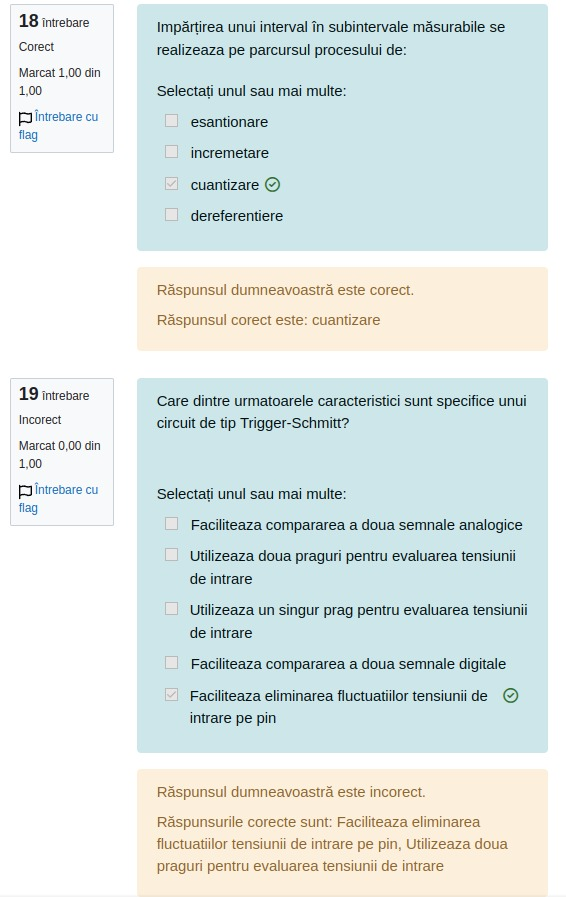 18 întrebare
Corect
Marcat 1,00 din
1,00
Întrebare cu
flag
Impărțirea unui interval în subintervale măsurabile se
realizeaza pe parcursul procesului de:
Selectați unul sau mai multe:
esantionare
incremetare
cuantizare
dereferentiere
Răspunsul dumneavoastră este corect.
Răspunsul corect este: cuantizare
19 întrebare
Incorect
Marcat 0,00 din
1,00
Întrebare cu
flag
Care dintre urmatoarele caracteristici sunt specifice unui
circuit de tip Trigger-Schmitt?
Selectați unul sau mai multe:
Faciliteaza compararea a doua semnale analogice
Utilizeaza doua praguri pentru evaluarea tensiunii
de intrare
Utilizeaza un singur prag pentru evaluarea tensiunii
de intrare
Faciliteaza compararea a doua semnale digitale
Faciliteaza eliminarea fluctuatiilor tensiunii de
intrare pe pin
Răspunsul dumneavoastră este incorect.
Răspunsurile corecte sunt: Faciliteaza eliminarea
fluctuatiilor tensiunii de intrare pe pin, Utilizeaza doua
praguri pentru evaluarea tensiunii de intrare